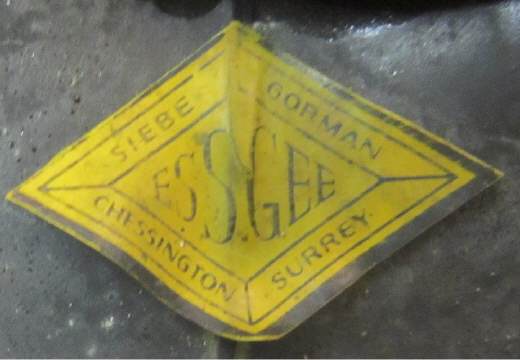 SIEBE GORMAN
ESSGEE
CHESSINGTON SURREY.